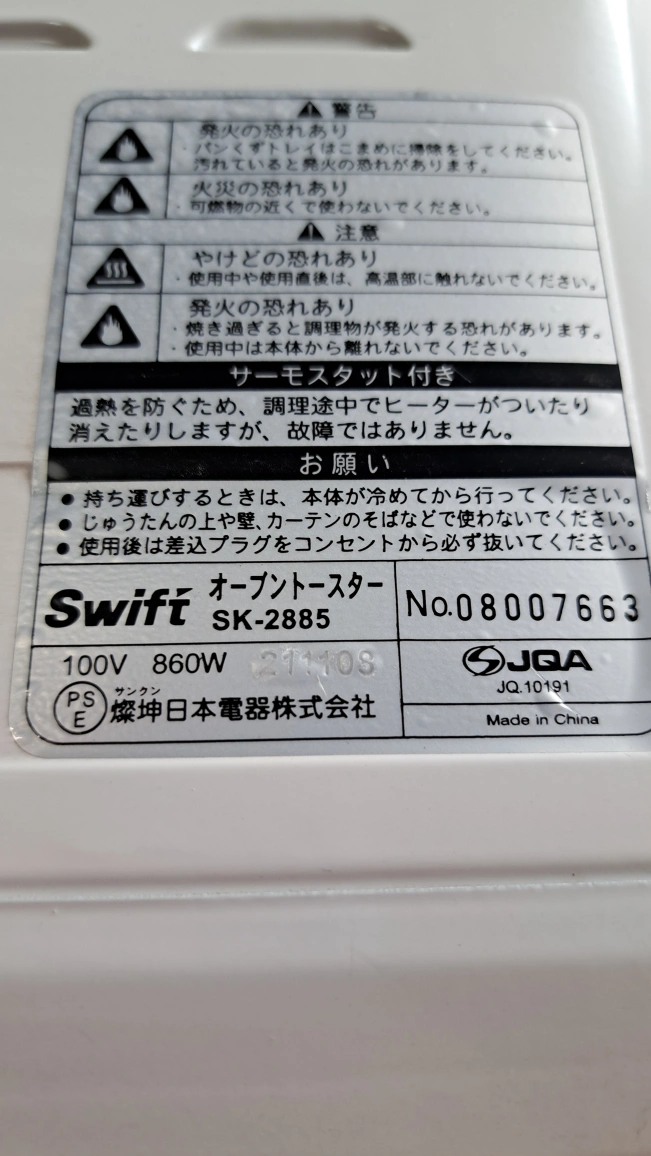 警告
発火の恐れあり
・パンくずトレイはこまめに掃除をしてください。
汚れていると発火の恐れがあります。
火災の恐れあり
・可燃物の近くで使わないでください。
注意
やけどの恐れあり
・使用中や使用直後は、高温部に触れないでください。
発火の恐れあり
・焼き過ぎると調理物が発火する恐れがあります。
・使用中は本体から離れないでください。
サーモスタット付き
過熱を防ぐため、調理途中でヒーターがついたり
消えたりしますが、故障ではありません。
お願い
● 持ち運びするときは、本体が冷めてから行ってください。
● じゅうたんの上や壁、カーテンのそばなどで使わないでください。
● 使用後は差込プラグをコンセントから必ず抜いてください。
Swift オーブントースター
SK-2885
No.08007663
100V 860W 21110S
PS
E
サンクン
燦坤日本電器株式会社
JQA
JQ.10191
Made in China